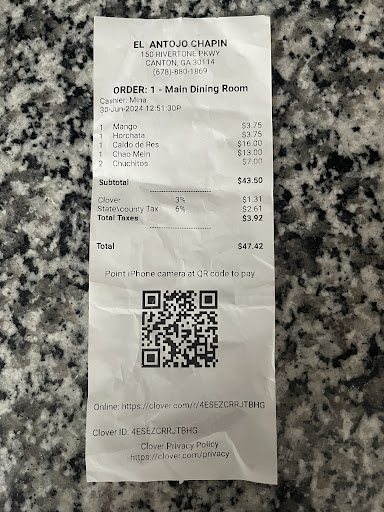 EL ANTOJO CHAPIN
150 RIVERTONE PKWY
CANTON, GA 30114
(678)-880-1869
ORDER: 1 - Main Dining Room
Cashier: Mina
30-Jun-2024 12:51:30P
1 Mango $3.75
1 Horchata $3.75
1 Caldo de Res $16.00
1 Chao Mein $13.00
2 Chuchitos $7.00
Subtotal $43.50
Clover 3% $1.31
State\county Tax 6% $2.61
Total Taxes $3.92
Total $47.42
Point iPhone camera at QR code to pay
Online: https://clover.com/r/4ESEZCRRJTBHG
Clover ID: 4ESEZCRRJTBHG
Clover Privacy Policy
https://clover.com/privacy